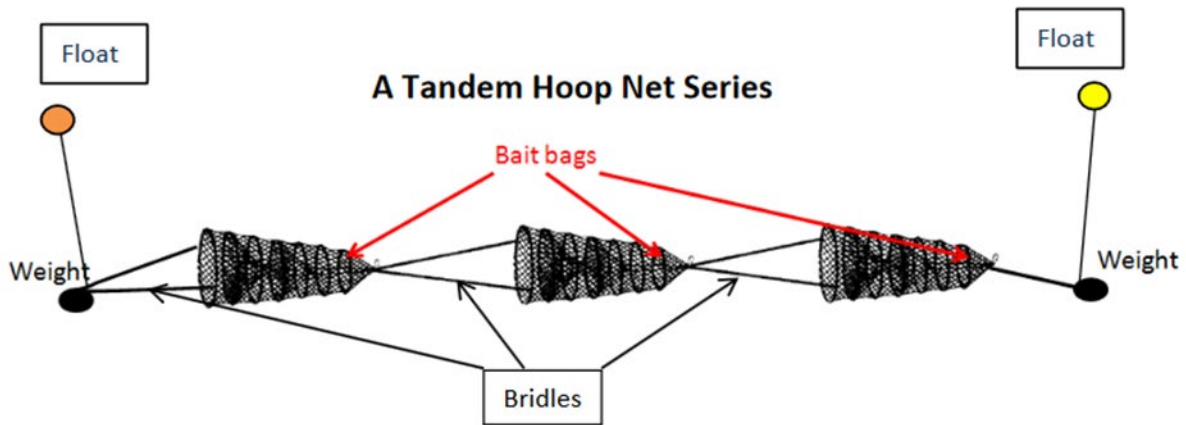 Float
Float
A Tandem Hoop Net Series
Bait bags
Weight
Weight
Bridles